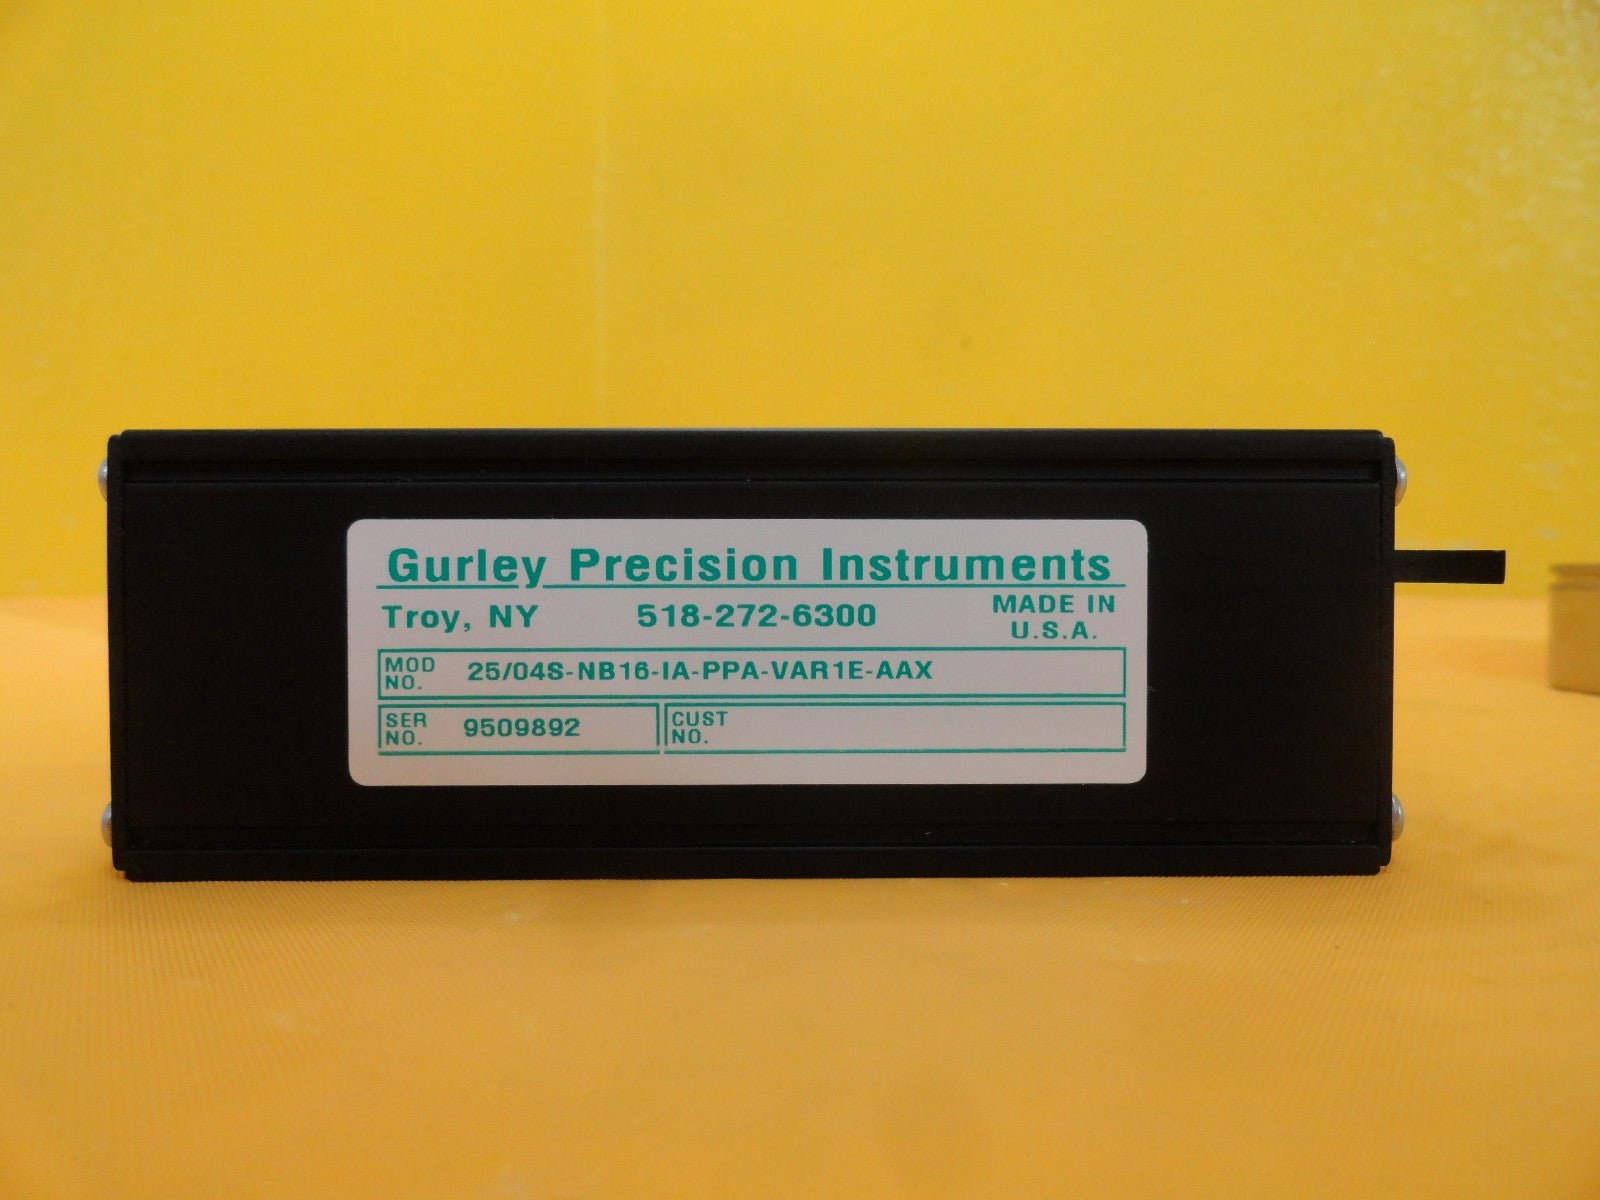 Gurley Precision Instruments
Troy, NY 518-272-6300 MADE IN U.S.A.
MOD NO. 25/04S-NB16-IA-PPA-VAR1E-AAX
SER NO. 9509892 CUST NO.